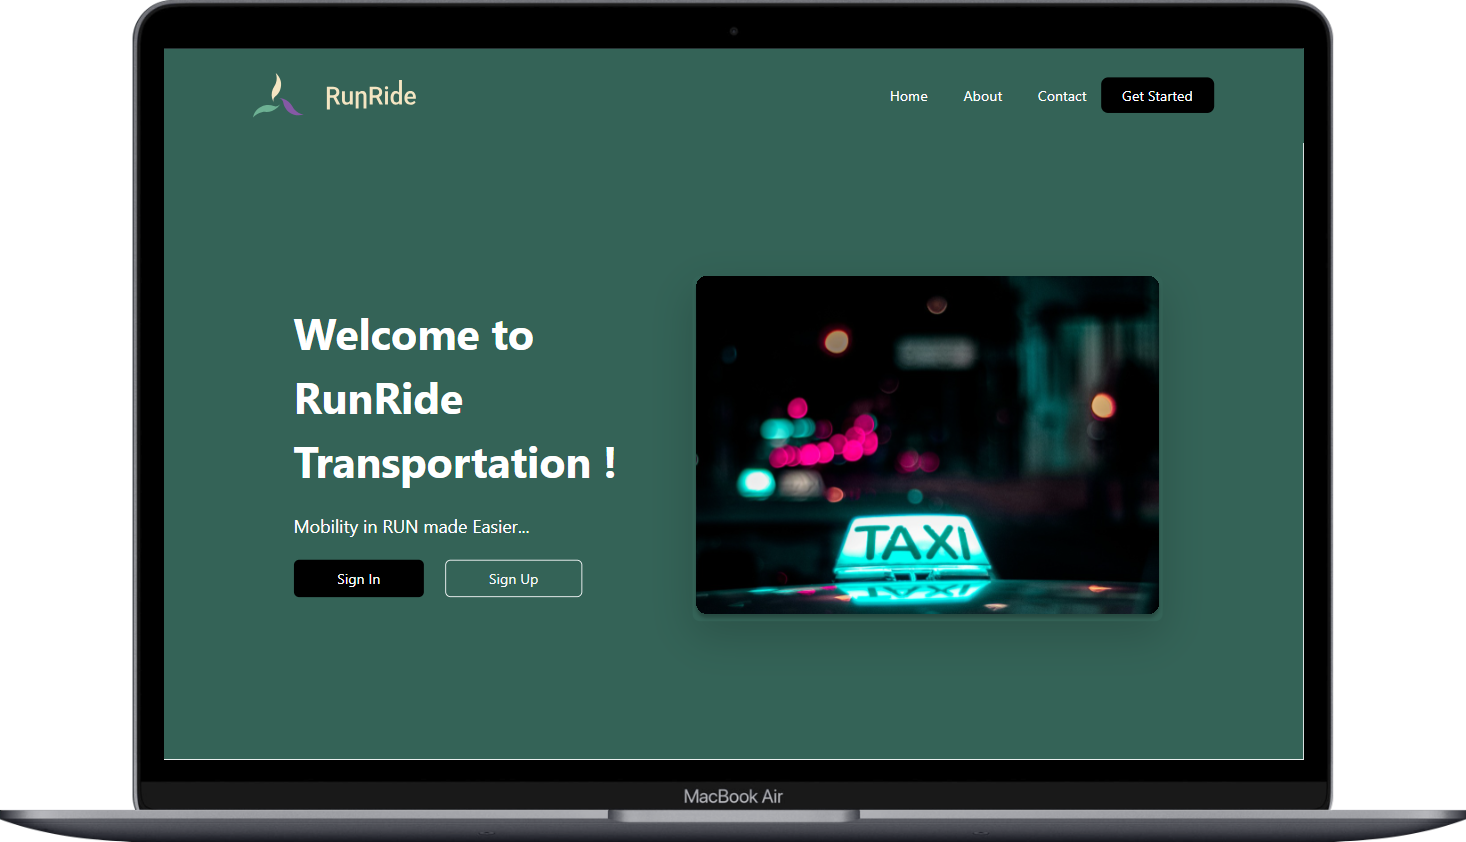 RunRide
Home About Contact Get Started
Welcome to
RunRide
Transportation !
Mobility in RUN made Easier...
Sign In Sign Up
TAXI
MacBook Air